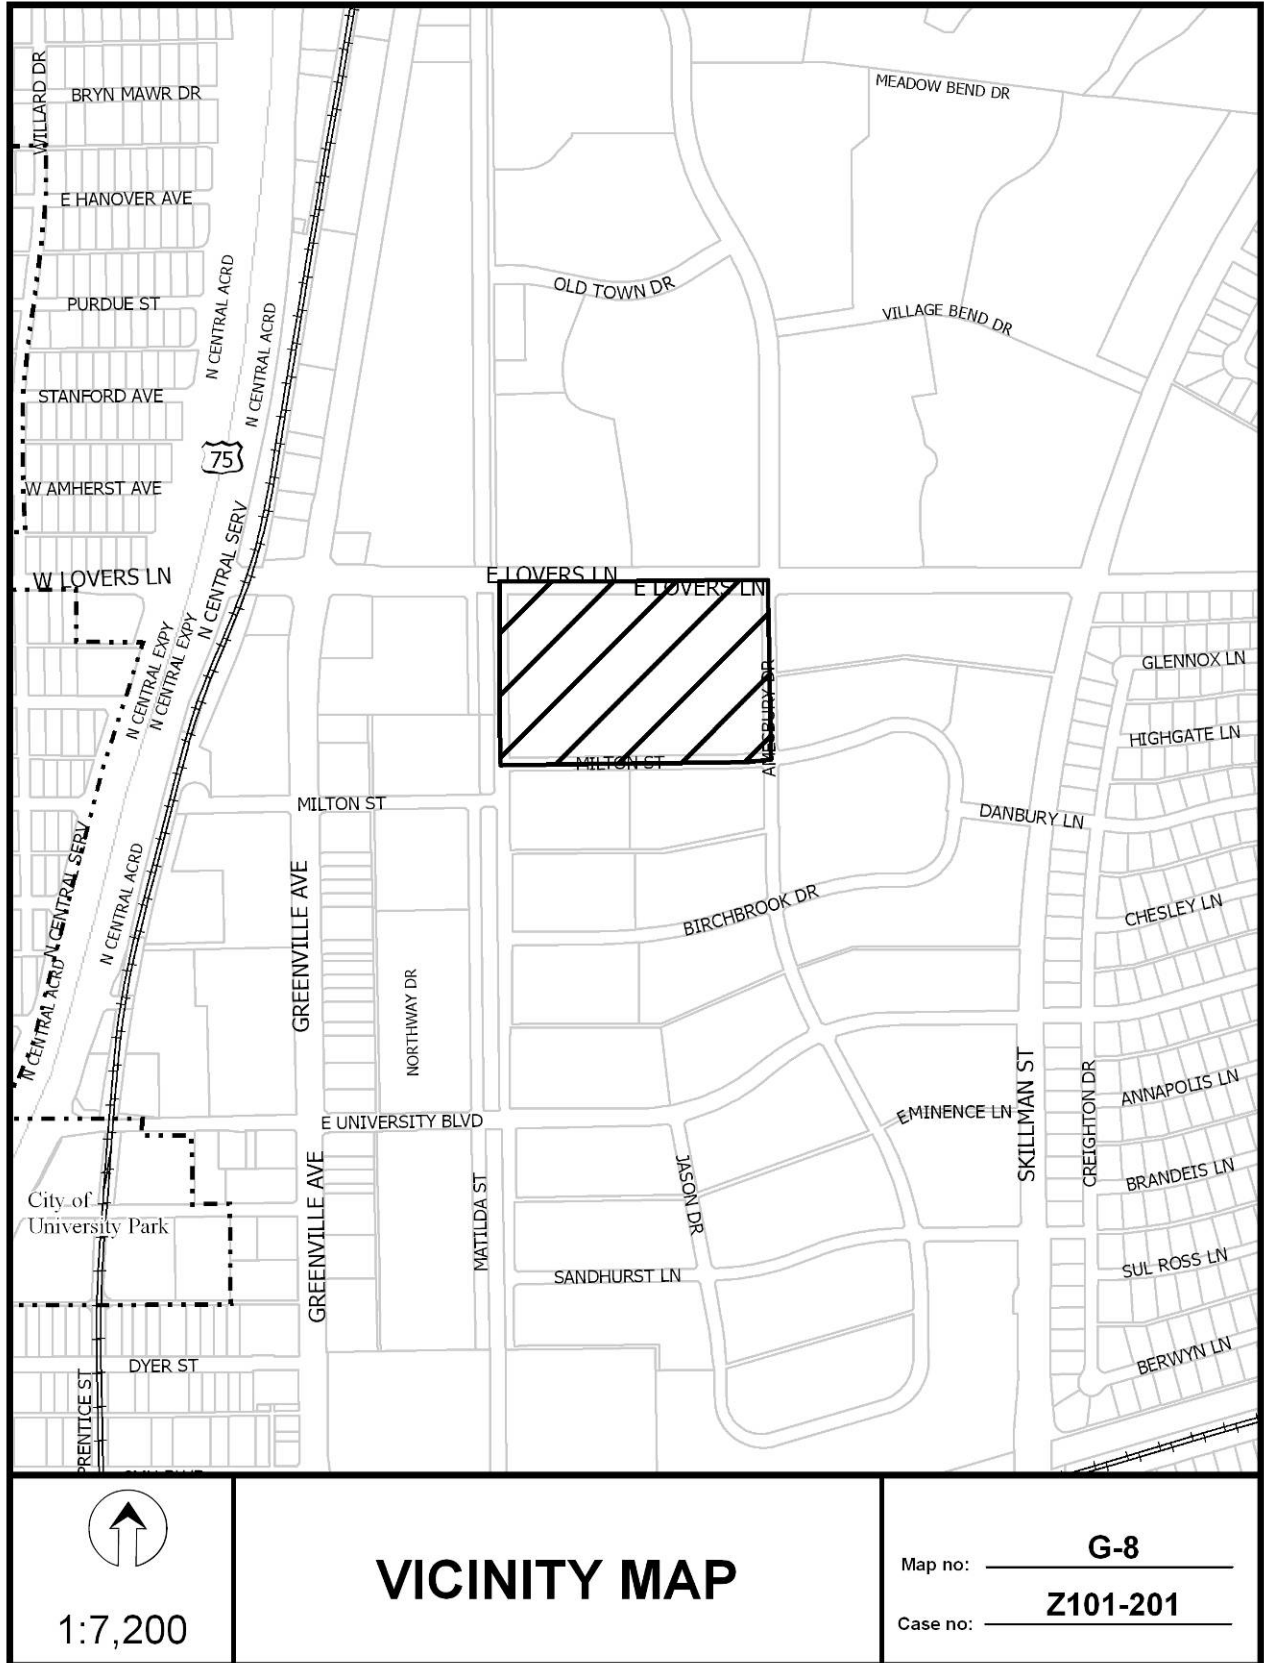 WILLARD DR
BRYN MAWR DR
MEADOW BEND DR
E HANOVER AVE
N CENTRAL ACRD
N CENTRAL ACRD
OLD TOWN DR
PURDUE ST
VILLAGE BEND DR
STANFORD AVE
75
W AMHERST AVE
N CENTRAL SERV
W LOVERS LN
E LOVERS LN
E LOVERS LN
N CENTRAL EXPY
N CENTRAL EXPY
GLENNOX LN
AMESBURY DR
HIGHGATE LN
MILTON ST
MILTON ST
DANBURY LN
N CENTRAL SERV
N CENTRAL ACRD
GREENVILLE AVE
BIRCHBROOK DR
CHESLEY LN
N CENTRAL ACRD
NORTHWAY DR
SKILLMAN ST
CREIGHTON DR
ANNAPOLIS LN
E UNIVERSITY BLVD
EMINENCE LN
GREENVILLE AVE
MATILDA ST
JASON DR
BRANDEIS LN
City of
University Park
SANDHURST LN
SUL ROSS LN
DYER ST
BERWYN LN
PRENTICE ST
1:7,200
VICINITY MAP
Map no: G-8
Case no: Z101-201